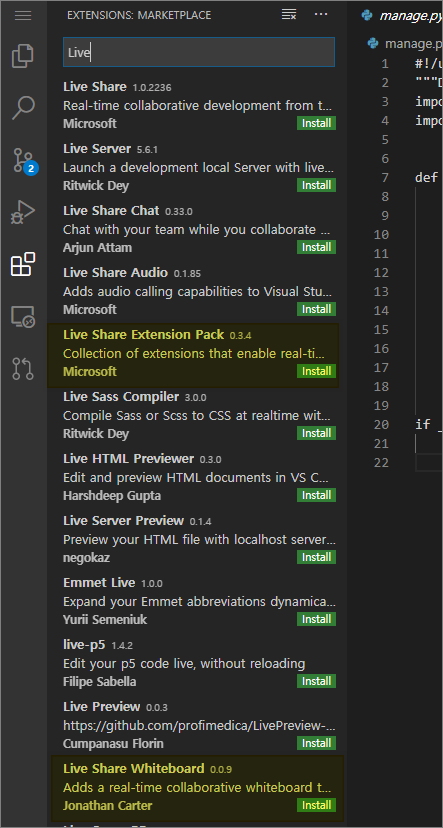 EXTENSIONS: MARKETPLACE
···
manage.py
Live
manage.p
Live Share 1.0.2236
Real-time collaborative development from t...
Microsoft Install
Live Server 5.6.1
Launch a development local Server with live...
Ritwick Dey Install
Live Share Chat 0.33.0
Chat with your team while you collaborate ...
Arjun Attam Install
Live Share Audio 0.1.85
Adds audio calling capabilities to Visual Stu...
Microsoft Install
Live Share Extension Pack 0.3.4
Collection of extensions that enable real-ti...
Microsoft Install
Live Sass Compiler 3.0.0
Compile Sass or Scss to CSS at realtime wit...
Ritwick Dey Install
Live HTML Previewer 0.3.0
Edit and preview HTML documents in VS C...
Harshdeep Gupta Install
Live Server Preview 0.1.4
Preview your HTML file with localhost server...
negokaz Install
Emmet Live 1.0.0
Expand your Emmet abbreviations dynamica...
Yurii Semeniuk Install
live-p5 1.4.2
Edit your p5 code live, without reloading
Filipe Sabella Install
Live Preview 0.0.3
https://github.com/profimedica/LivePreview-...
Cumpanasu Florin Install
Live Share Whiteboard 0.0.9
Adds a real-time collaborative whiteboard t...
Jonathan Carter Install
2
1 #!/u
2 """D
3 impo
4 impo
5
6
7 def
8
9
10
11
12
13
14
15
16
17
18
19
20 if _
21
22